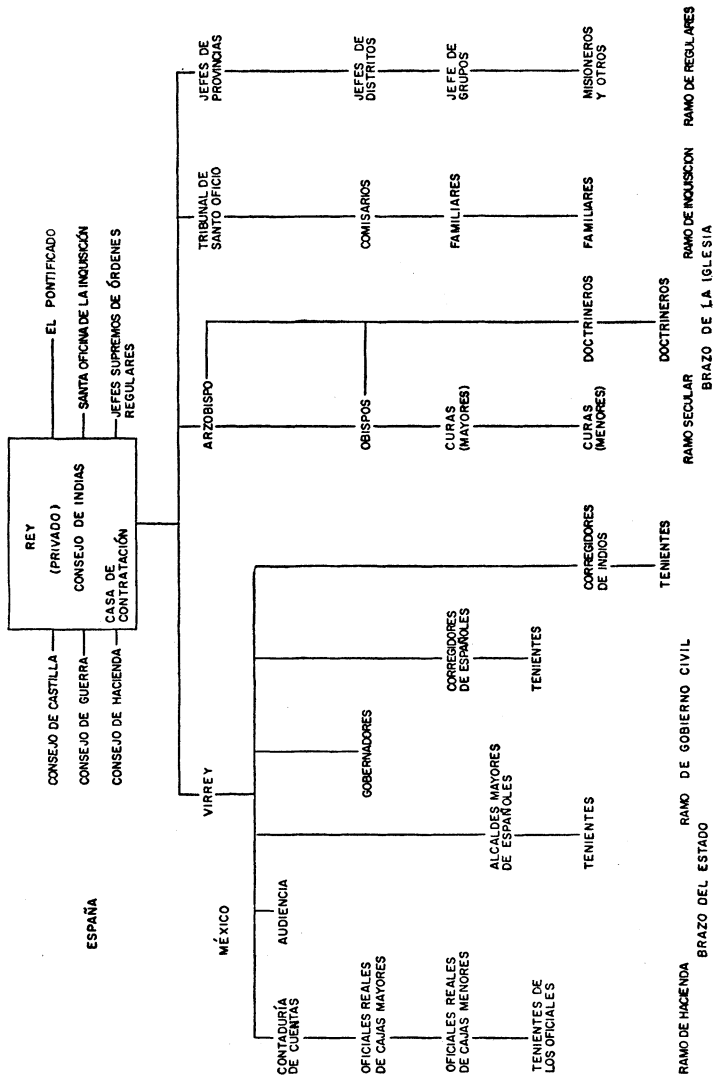 REY
(PRIVADO)
CONSEJO DE INDIAS
CASA DE
CONTRATACIÓN
CONSEJO DE CASTILLA
CONSEJO DE GUERRA
CONSEJO DE HACIENDA
EL PONTIFICADO
SANTA OFICINA DE LA INQUISICIÓN
JEFES SUPREMOS DE ÓRDENES
REGULARES
ESPAÑA
MÉXICO
VIRREY
CONTADURÍA
DE CUENTAS
OFICIALES REALES
DE CAJAS MAYORES
OFICIALES REALES
DE CAJAS MENORES
TENIENTES DE
LOS OFICIALES
AUDIENCIA
ALCALDES MAYORES
DE ESPAÑOLES
TENIENTES
GOBERNADORES
CORREGIDORES
DE ESPAÑOLES
TENIENTES
CORREGIDORES
DE INDIOS
TENIENTES
ARZOBISPO
OBISPOS
CURAS
(MAYORES)
CURAS
(MENORES)
DOCTRINEROS
DOCTRINEROS
TRIBUNAL DE
SANTO OFICIO
COMISARIOS
FAMILIARES
FAMILIARES
JEFES DE
PROVINCIAS
JEFES DE
DISTRITOS
JEFE DE
GRUPOS
MISIONEROS
Y OTROS
RAMO DE HACIENDA
RAMO DE GOBIERNO CIVIL
RAMO SECULAR
RAMO DE INQUISICION
RAMO DE REGULARES
BRAZO DEL ESTADO
BRAZO DE LA IGLESIA